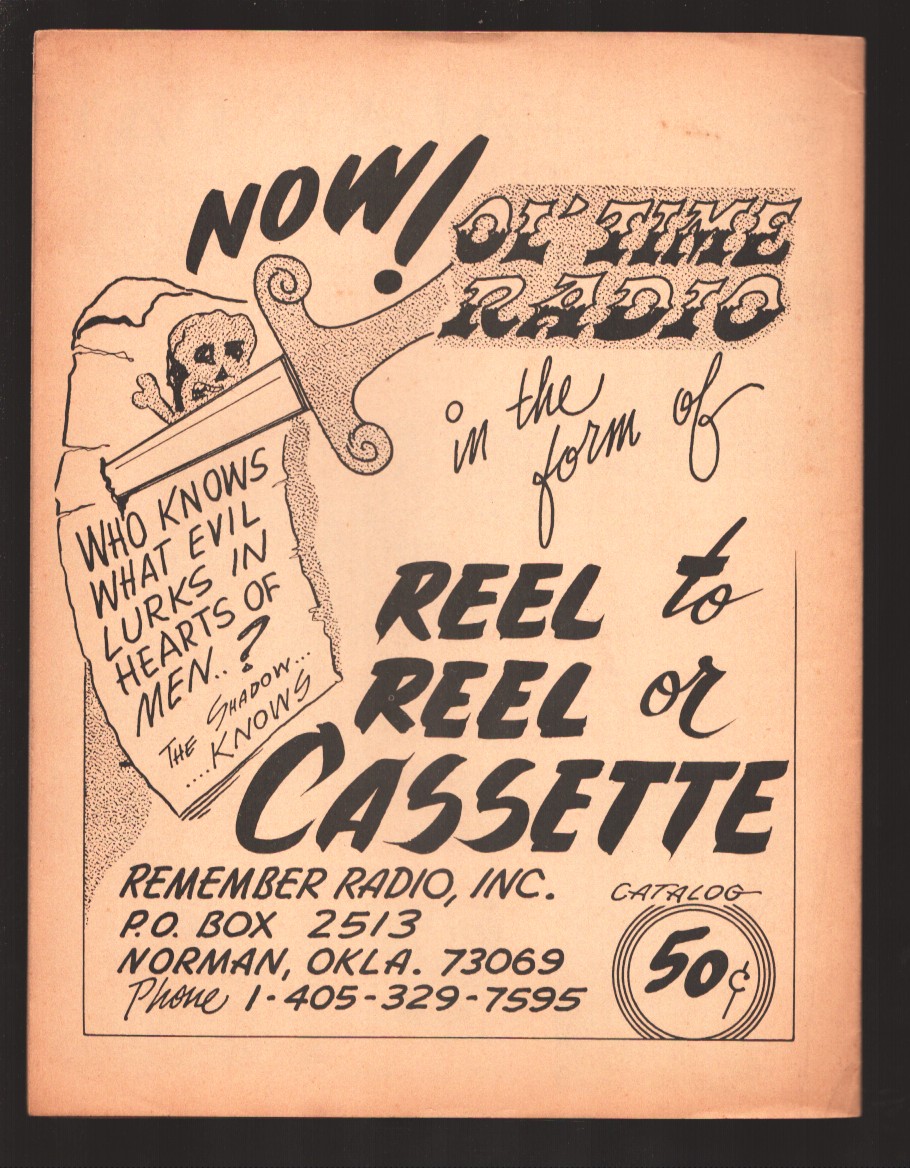 NOW!
OL' TIME
RADIO
in the
form of
WHO KNOWS
WHAT EVIL
LURKS IN
HEARTS OF
MEN..?
THE SHADOW...
....KNOWS
REEL to
REEL or
CASSETTE
REMEMBER RADIO, INC.
P.O. BOX 2513
NORMAN, OKLA. 73069
Phone 1-405-329-7595
CATALOG
50¢